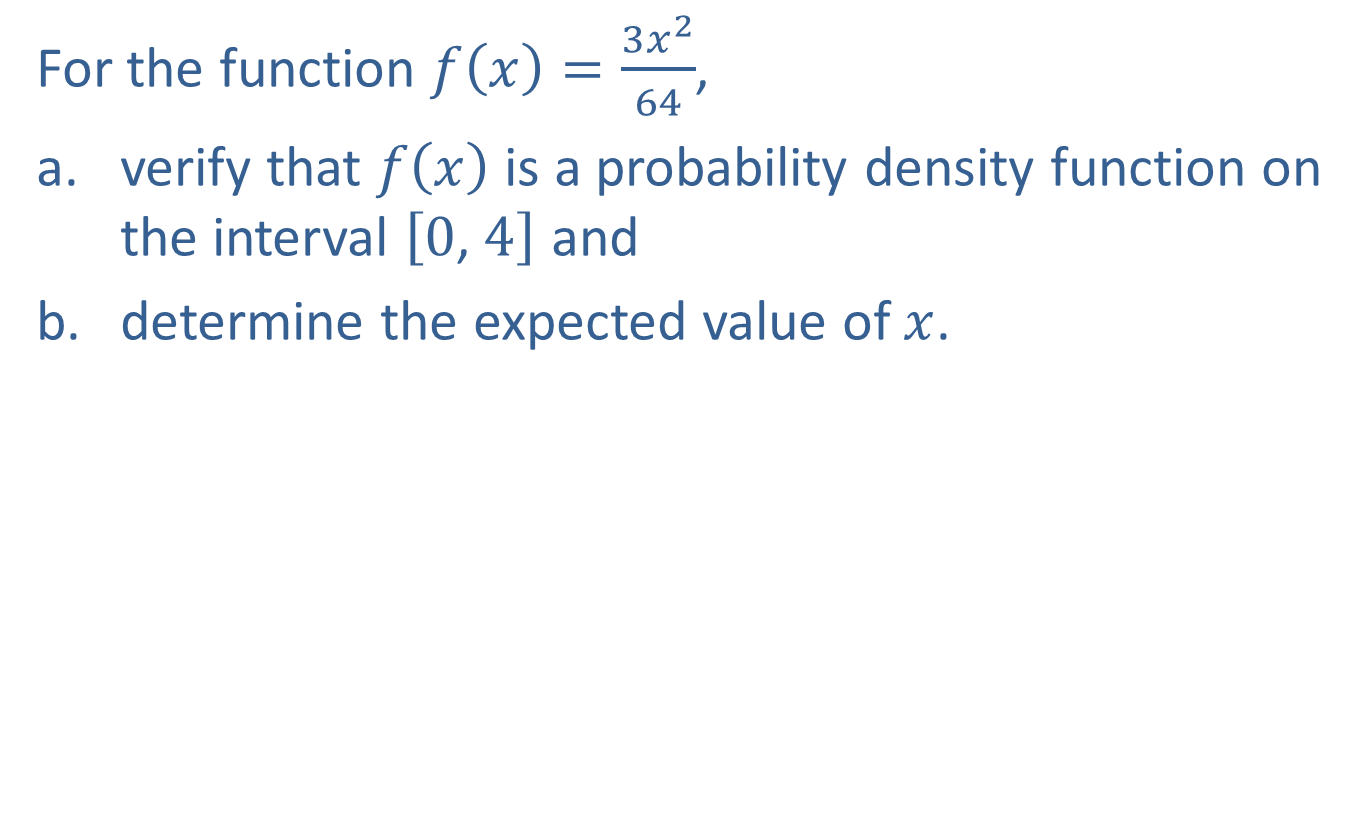 For the function f(x) = 3x²/64,
a. verify that f(x) is a probability density function on
the interval [0, 4] and
b. determine the expected value of x.